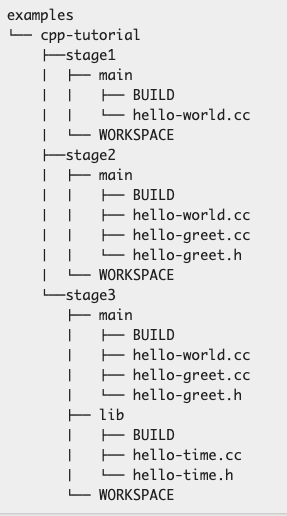 examples
└── cpp-tutorial
    ├──stage1
    │  ├── main
    │  │   ├── BUILD
    │  │   └── hello-world.cc
    │  └── WORKSPACE
    ├──stage2
    │  ├── main
    │  │   ├── BUILD
    │  │   ├── hello-world.cc
    │  │   ├── hello-greet.cc
    │  │   └── hello-greet.h
    │  └── WORKSPACE
    └──stage3
       ├── main
       │   ├── BUILD
       │   ├── hello-world.cc
       │   ├── hello-greet.cc
       │   └── hello-greet.h
       ├── lib
       │   ├── BUILD
       │   ├── hello-time.cc
       │   └── hello-time.h
       └── WORKSPACE